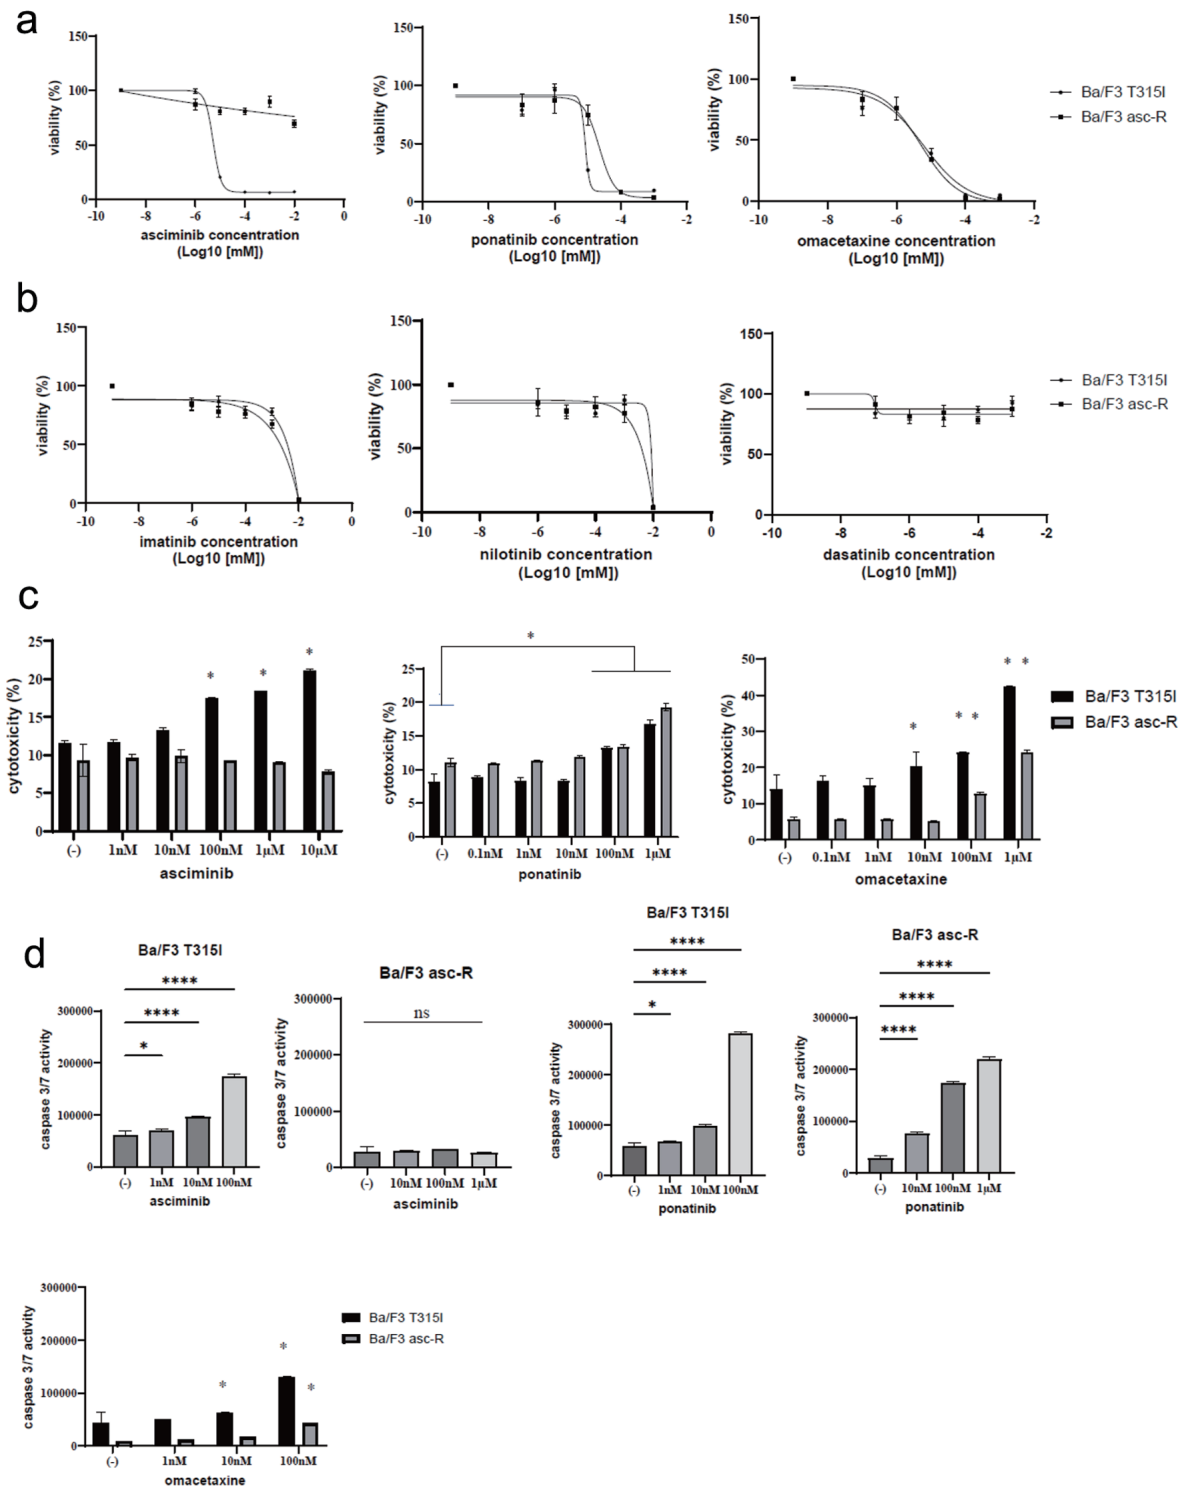 a
150
100
50
0
-10 -8 -6 -4 -2 0
viability (%)
asciminib concentration
(Log10 [mM])
150
100
50
0
-10 -8 -6 -4 -2
viability (%)
ponatinib concentration
(Log10 [mM])
150
100
50
0
-10 -8 -6 -4 -2
viability (%)
omacetaxine concentration
(Log10 [mM])
Ba/F3 T315I
Ba/F3 asc-R
b
150
100
50
0
-10 -8 -6 -4 -2 0
viability (%)
imatinib concentration
(Log10 [mM])
150
100
50
0
-10 -8 -6 -4 -2 0
viability (%)
nilotinib concentration
(Log10 [mM])
150
100
50
0
-10 -8 -6 -4 -2
viability (%)
dasatinib concentration
(Log10 [mM])
Ba/F3 T315I
Ba/F3 asc-R
c
25
20
15
10
5
0
cytotoxicity (%)
* * *
(-) 1nM 10nM 100nM 1µM 10µM
asciminib
*
25
20
15
10
5
0
cytotoxicity (%)
(-) 0.1nM 1nM 10nM 100nM 1µM
ponatinib
50
40
30
20
10
0
cytotoxicity (%)
* * * * *
(-) 0.1nM 1nM 10nM 100nM 1µM
omacetaxine
Ba/F3 T315I
Ba/F3 asc-R
d
Ba/F3 T315I
****
****
*
300000
200000
100000
0
caspase 3/7 activity
(-) 1nM 10nM 100nM
asciminib
Ba/F3 asc-R
ns
300000
200000
100000
0
caspase 3/7 activity
(-) 10nM 100nM 1µM
asciminib
Ba/F3 T315I
****
****
*
300000
200000
100000
0
caspase 3/7 activity
(-) 1nM 10nM 100nM
ponatinib
Ba/F3 asc-R
****
****
****
300000
200000
100000
0
caspase 3/7 activity
(-) 10nM 100nM 1µM
ponatinib
300000
200000
100000
0
caspase 3/7 activity
* * *
(-) 1nM 10nM 100nM
omacetaxine
Ba/F3 T315I
Ba/F3 asc-R